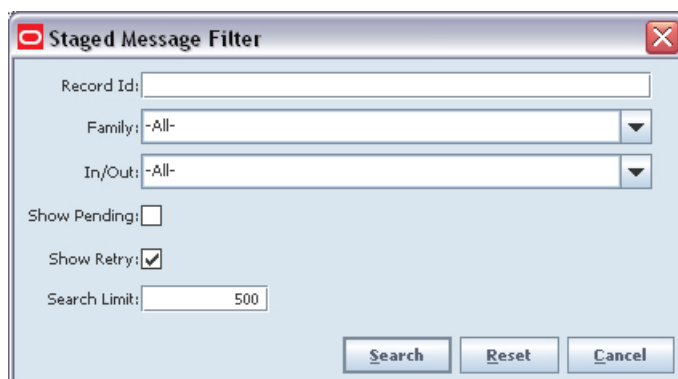 Staged Message Filter
Record Id:
Family: -All-
In/Out: -All-
Show Pending:
Show Retry:
Search Limit: 500
Search Reset Cancel